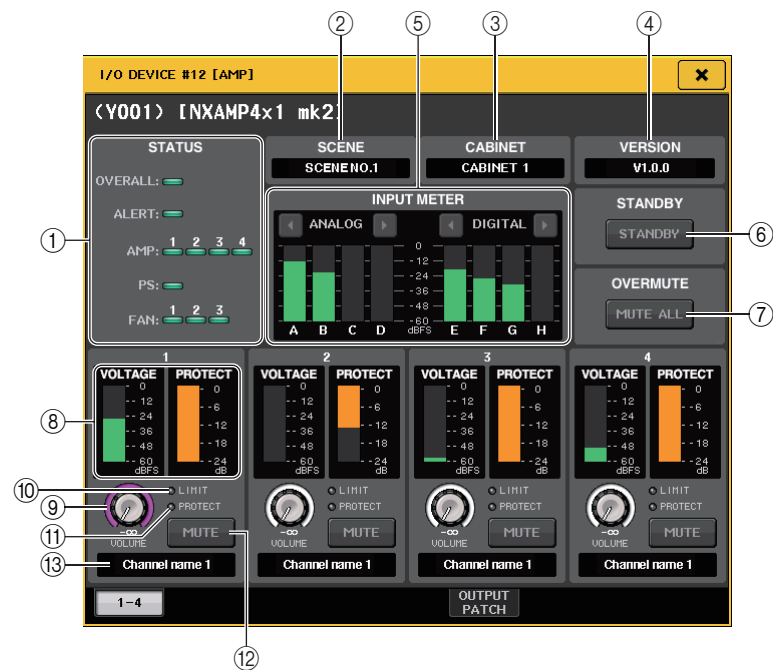 ② ⑤ ③ ④
I/O DEVICE #12 [AMP]
(Y001) [NXAMP4x1 mk2]
STATUS
OVERALL:
ALERT:
AMP: 1 2 3 4
PS:
FAN: 1 2 3
①
SCENE
SCENE NO.1
CABINET
CABINET 1
VERSION
V1.0.0
INPUT METER
ANALOG DIGITAL
0
-12
-24
-36
-48
-60
dBFS
A B C D E F G H
STANDBY
STANDBY
⑥
OVERMUTE
MUTE ALL
⑦
1
VOLTAGE PROTECT
0 0
12 -6
24 -12
36 -18
48 -24
60 dB
dBFS
⑧
⑩ LIMIT
⑨
⑪ PROTECT
-∞
VOLUME
MUTE
⑬ Channel name 1
2
VOLTAGE PROTECT
0 0
12 -6
24 -12
36 -18
48 -24
60 dB
dBFS
LIMIT
PROTECT
-∞
VOLUME
MUTE
Channel name 1
3
VOLTAGE PROTECT
0 0
12 -6
24 -12
36 -18
48 -24
60 dB
dBFS
LIMIT
PROTECT
-∞
VOLUME
MUTE
Channel name 1
4
VOLTAGE PROTECT
0 0
12 -6
24 -12
36 -18
48 -24
60 dB
dBFS
LIMIT
PROTECT
-∞
VOLUME
MUTE
Channel name 1
1-4
OUTPUT
PATCH
⑫